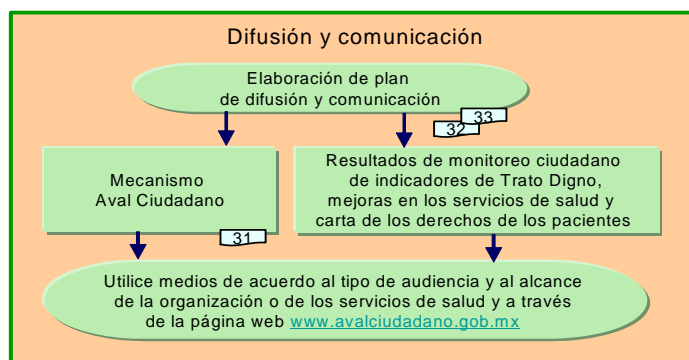 Difusión y comunicación
Elaboración de plan
de difusión y comunicación
33
32
Mecanismo
Aval Ciudadano
31
Resultados de monitoreo ciudadano
de indicadores de Trato Digno,
mejoras en los servicios de salud y
carta de los derechos de los pacientes
Utilice medios de acuerdo al tipo de audiencia y al alcance
de la organización o de los servicios de salud y a través
de la página web www.avalciudadano.gob.mx